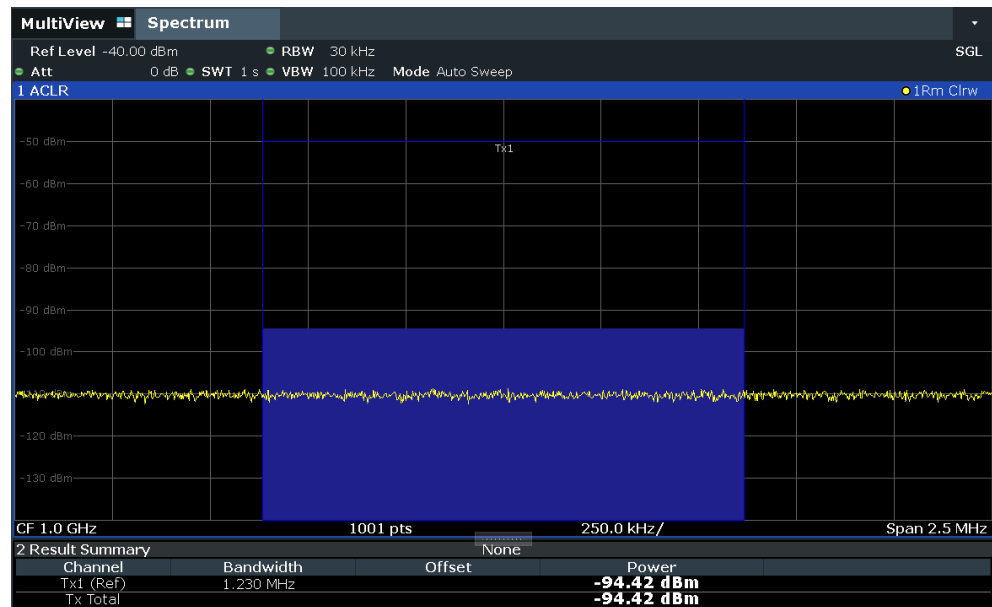 MultiView Spectrum
Ref Level -40.00 dBm RBW 30 kHz SGL
Att 0 dB SWT 1 s VBW 100 kHz Mode Auto Sweep
1 ACLR 1Rm Clrw
-50 dBm
Tx1
-60 dBm
-70 dBm
-80 dBm
-90 dBm
-100 dBm
-120 dBm
-130 dBm
CF 1.0 GHz 1001 pts 250.0 kHz/ Span 2.5 MHz
2 Result Summary None
Channel Bandwidth Offset Power
Tx1 (Ref) 1.230 MHz -94.42 dBm
Tx Total -94.42 dBm